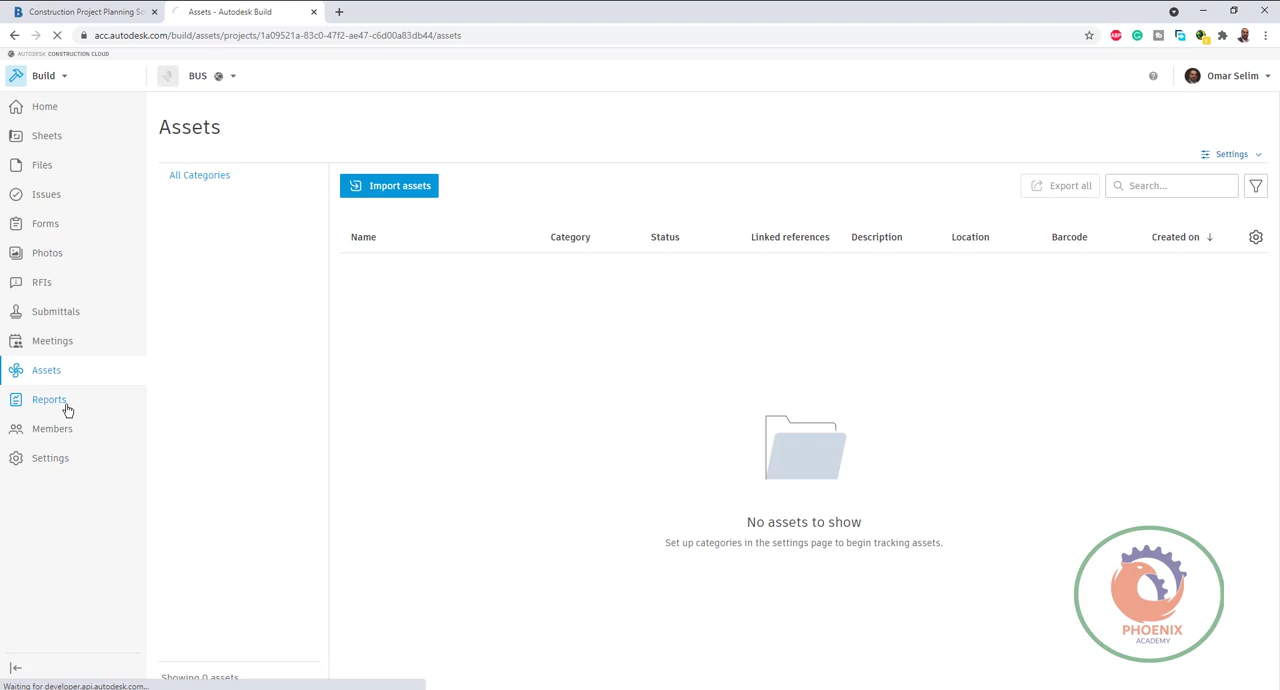 Construction Project Planning So
Assets - Autodesk Build
acc.autodesk.com/build/assets/projects/1a09521a-83c0-47f2-ae47-c6d00a83db44/assets
AUTODESK CONSTRUCTION CLOUD
Build
BUS
Omar Selim
Home
Sheets
Files
Issues
Forms
Photos
RFIs
Submittals
Meetings
Assets
Reports
Members
Settings
Assets
Settings
All Categories
Import assets
Export all
Search...
Name
Category
Status
Linked references
Description
Location
Barcode
Created on
No assets to show
Set up categories in the settings page to begin tracking assets.
PHOENIX
ACADEMY
Showing 0 assets
Waiting for developer.api.autodesk.com...